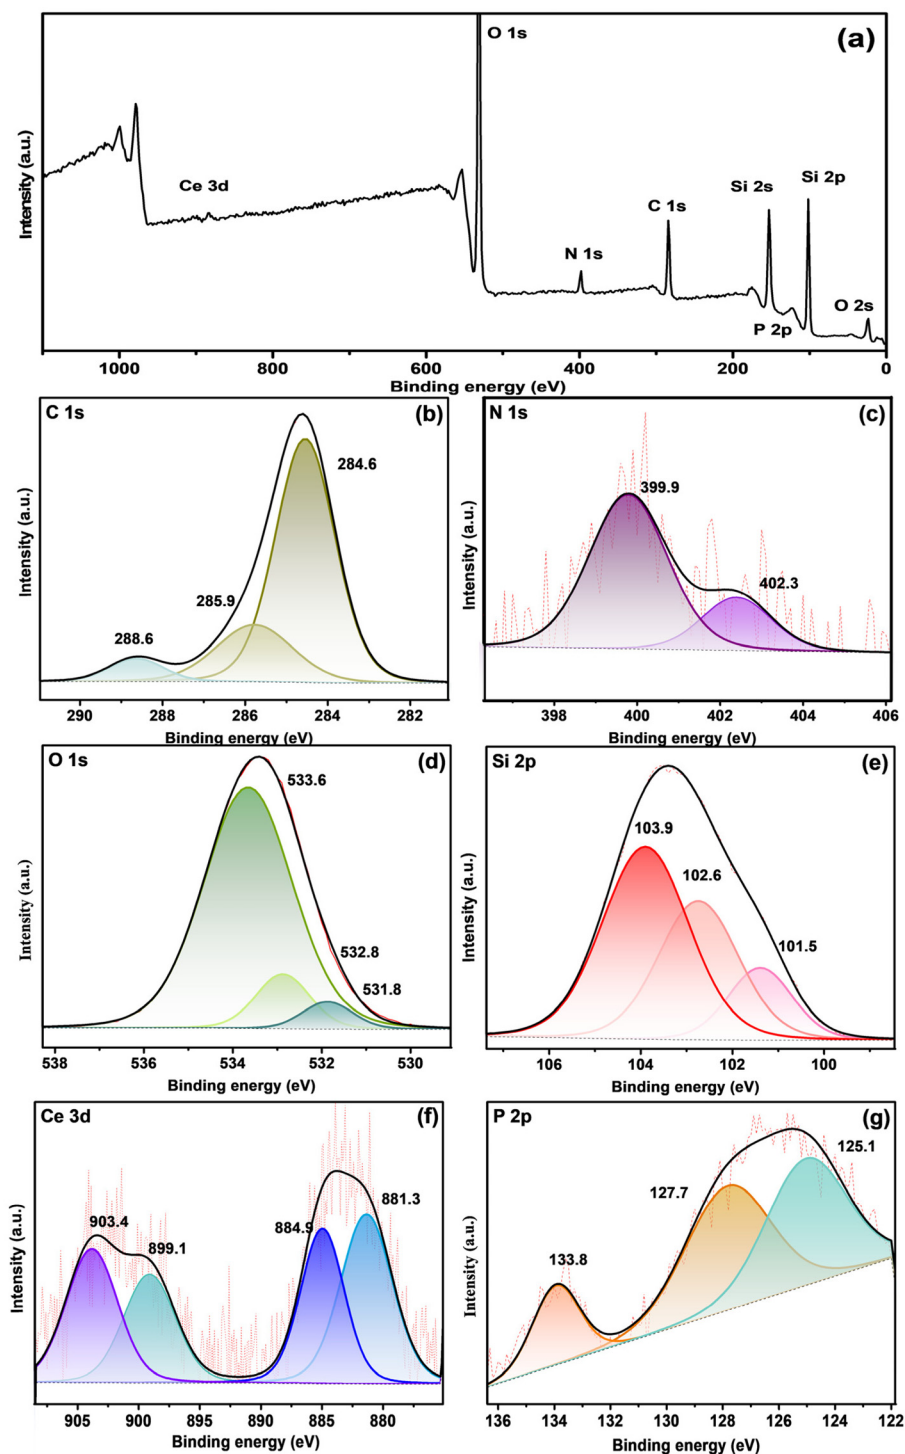 (a)
O 1s
Ce 3d
Si 2s
Si 2p
C 1s
N 1s
O 2s
P 2p
Intensity (a.u.)
1000 800 600 400 200 0
Binding energy (eV)
C 1s
(b)
284.6
285.9
288.6
Intensity (a.u.)
290 288 286 284 282
Binding energy (eV)
N 1s
(c)
399.9
402.3
Intensity (a.u.)
398 400 402 404 406
Binding energy (eV)
O 1s
(d)
533.6
532.8
531.8
Intensity (a.u.)
538 536 534 532 530
Binding energy (eV)
Si 2p
(e)
103.9
102.6
101.5
Intensity (a.u.)
106 104 102 100
Binding energy (eV)
Ce 3d
(f)
903.4
899.1
884.9
881.3
Intensity (a.u.)
905 900 895 890 885 880
Binding energy (eV)
P 2p
(g)
125.1
127.7
133.8
Intensity (a.u.)
136 134 132 130 128 126 124 122
Binding energy (eV)